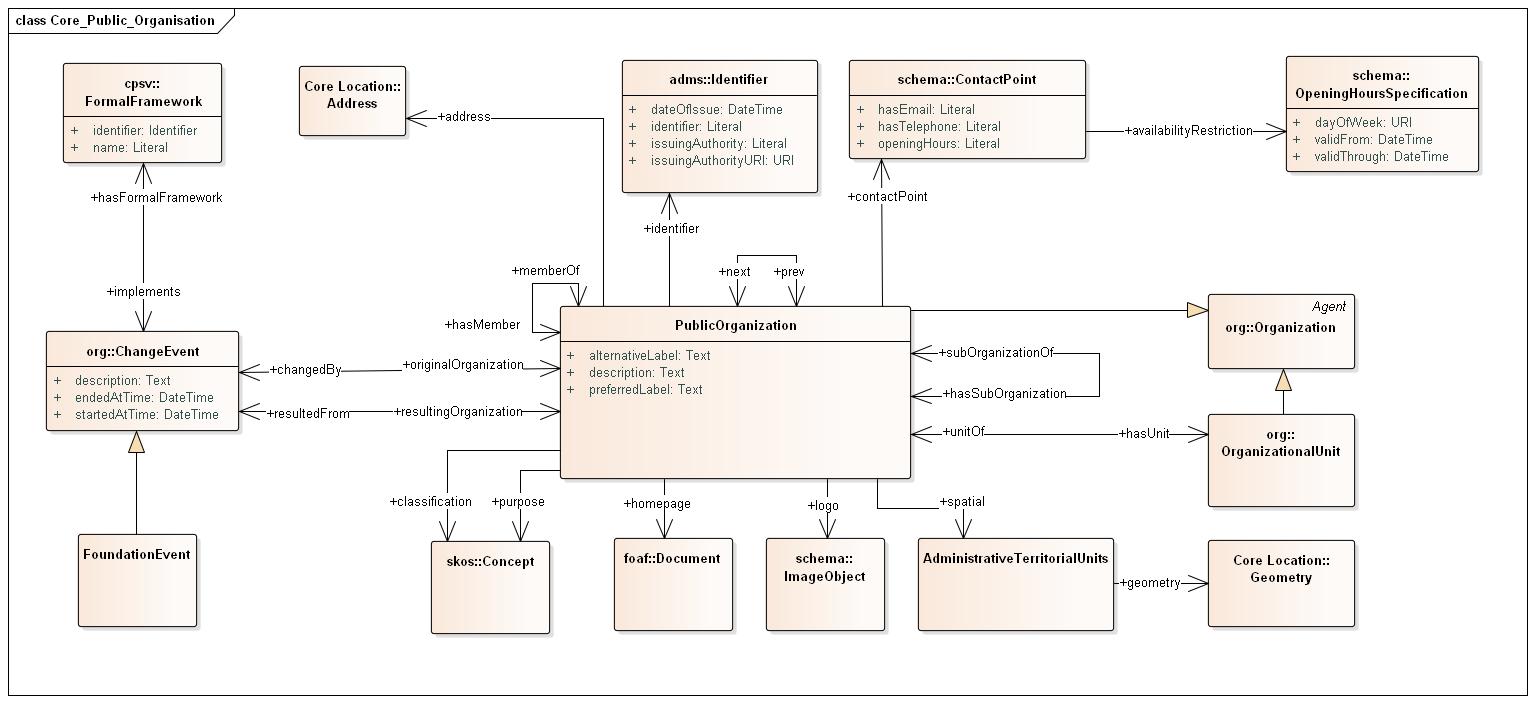 class Core_Public_Organisation
cpsv::
FormalFramework
+ identifier: Identifier
+ name: Literal
Core Location::
Address
adms::Identifier
+ dateOfIssue: DateTime
+ identifier: Literal
+ issuingAuthority: Literal
+ issuingAuthorityURI: URI
schema::ContactPoint
+ hasEmail: Literal
+ hasTelephone: Literal
+ openingHours: Literal
schema::
OpeningHoursSpecification
+ dayOfWeek: URI
+ validFrom: DateTime
+ validThrough: DateTime
+address
+availabilityRestriction
+hasFormalFramework
+contactPoint
+identifier
+memberOf
+next
+prev
+implements
+hasMember
PublicOrganization
+ alternativeLabel: Text
+ description: Text
+ preferredLabel: Text
Agent
org::Organization
org::ChangeEvent
+ description: Text
+ endedAtTime: DateTime
+ startedAtTime: DateTime
+changedBy
+originalOrganization
+subOrganizationOf
+hasSubOrganization
+resultedFrom
+resultingOrganization
+unitOf
+hasUnit
org::
OrganizationalUnit
+classification
+purpose
+homepage
+logo
+spatial
FoundationEvent
skos::Concept
foaf::Document
schema::
ImageObject
AdministrativeTerritorialUnits
+geometry
Core Location::
Geometry